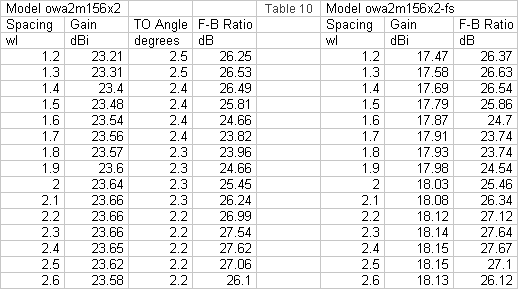 Model owa2m156x2 Table 10 Model owa2m156x2-fs
Spacing Gain TO Angle F-B Ratio Spacing Gain F-B Ratio
wl dBi degrees dB wl dBi dB
1.2 23.21 2.5 26.25 1.2 17.47 26.37
1.3 23.31 2.5 26.53 1.3 17.58 26.63
1.4 23.4 2.4 26.49 1.4 17.69 26.54
1.5 23.48 2.4 25.81 1.5 17.79 25.86
1.6 23.54 2.4 24.66 1.6 17.87 24.7
1.7 23.56 2.4 23.82 1.7 17.91 23.74
1.8 23.57 2.3 23.96 1.8 17.93 23.74
1.9 23.6 2.3 24.66 1.9 17.98 24.54
2 23.64 2.3 25.45 2 18.03 25.46
2.1 23.66 2.3 26.24 2.1 18.08 26.34
2.2 23.66 2.2 26.99 2.2 18.12 27.12
2.3 23.66 2.2 27.54 2.3 18.14 27.64
2.4 23.65 2.2 27.62 2.4 18.15 27.67
2.5 23.62 2.2 27.06 2.5 18.15 27.1
2.6 23.58 2.2 26.1 2.6 18.13 26.12